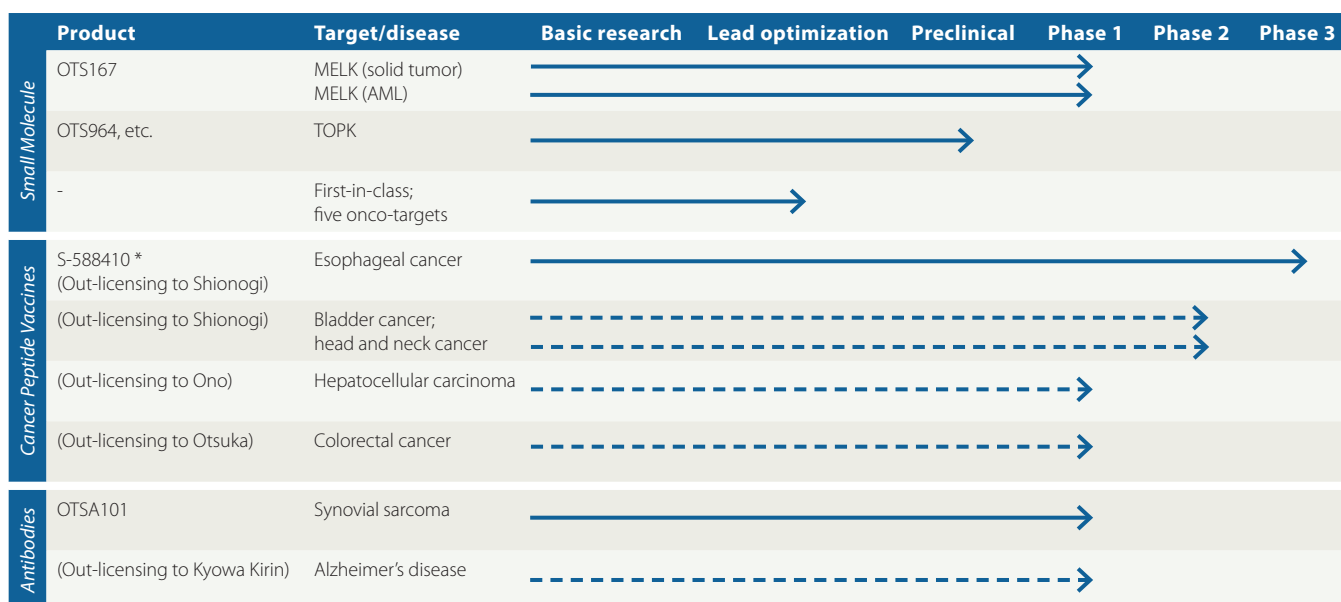 Product Target/disease Basic research Lead optimization Preclinical Phase 1 Phase 2 Phase 3
Small Molecule
OTS167 MELK (solid tumor)
MELK (AML)
OTS964, etc. TOPK
- First-in-class;
five onco-targets
Cancer Peptide Vaccines
S-588410 * Esophageal cancer
(Out-licensing to Shionogi)
(Out-licensing to Shionogi) Bladder cancer;
head and neck cancer
(Out-licensing to Ono) Hepatocellular carcinoma
(Out-licensing to Otsuka) Colorectal cancer
Antibodies
OTSA101 Synovial sarcoma
(Out-licensing to Kyowa Kirin) Alzheimer’s disease